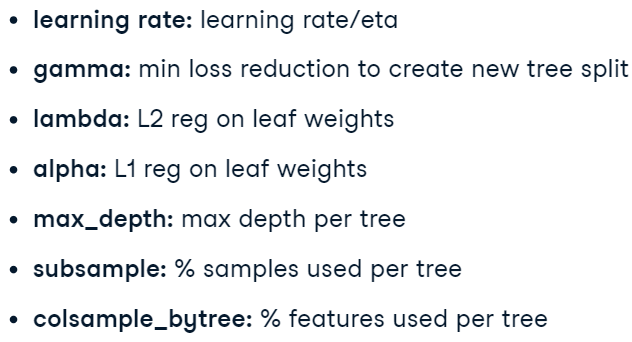 • learning rate: learning rate/eta
• gamma: min loss reduction to create new tree split
• lambda: L2 reg on leaf weights
• alpha: L1 reg on leaf weights
• max_depth: max depth per tree
• subsample: % samples used per tree
• colsample_bytree: % features used per tree